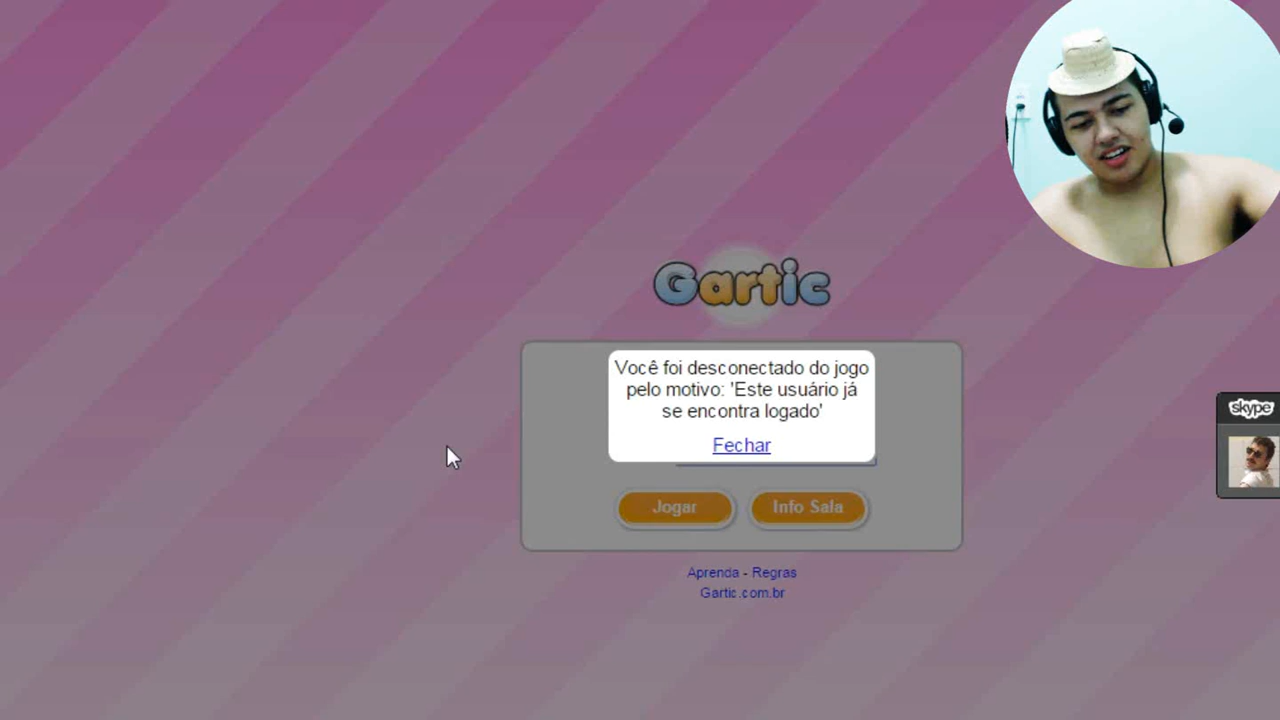 Gartic
Você foi desconectado do jogo
pelo motivo: 'Este usuário já
se encontra logado'
Fechar
skype
Jogar
Info Sala
Aprenda - Regras
Gartic.com.br